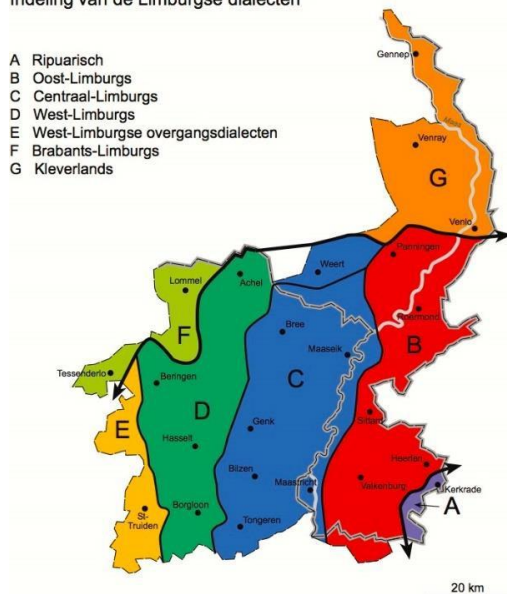 Indeling van de Limburgse dialecten
A Ripuarisch
B Oost-Limburgs
C Centraal-Limburgs
D West-Limburgs
E West-Limburgse overgangsdialecten
F Brabants-Limburgs
G Kleverlands
Gennep
Maas
Venray
G
Venlo
Panningen
Weert
Achel
Lommel
Roermond
F
Bree
B
Maaseik
Tessenderlo
Beringen
C
D
Sittard
E
Genk
Hasselt
Heerlen
Bilzen
Valkenburg
Maastricht
Kerkrade
A
St-
Truiden
Borgloon
Tongeren
20 km